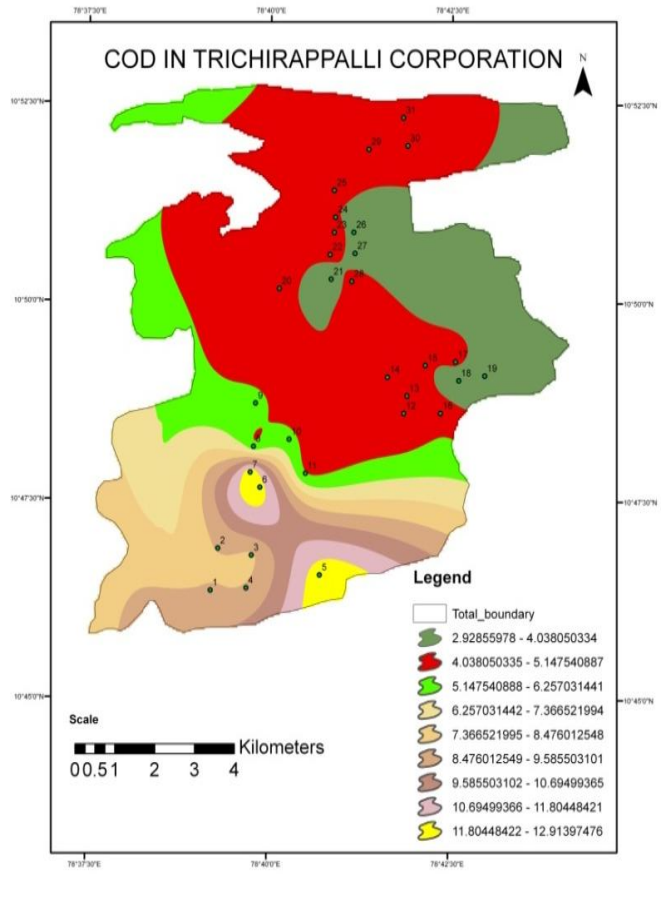 78°37'30"E 78°40'0"E 78°42'30"E
COD IN TRICHIRAPPALLI CORPORATION
N
10°52'30"N 10°52'30"N
31
29 30
25
24
23 26
22 27
21 28
20
10°50'0"N 10°50'0"N
17
14 19
18
13
9 12
10
8
11
7
6
10°47'30"N 10°47'30"N
2
3
5
4
1
Legend
Total_boundary
2.92855978 - 4.038050334
4.038050335 - 5.147540887
5.147540888 - 6.257031441
6.257031442 - 7.366521994
7.366521995 - 8.476012548
8.476012549 - 9.585503101
9.585503102 - 10.69499365
10.69499366 - 11.80448421
11.80448422 - 12.91397476
10°45'0"N 10°45'0"N
Scale
Kilometers
0 0.5 1 2 3 4
78°37'30"E 78°40'0"E 78°42'30"E